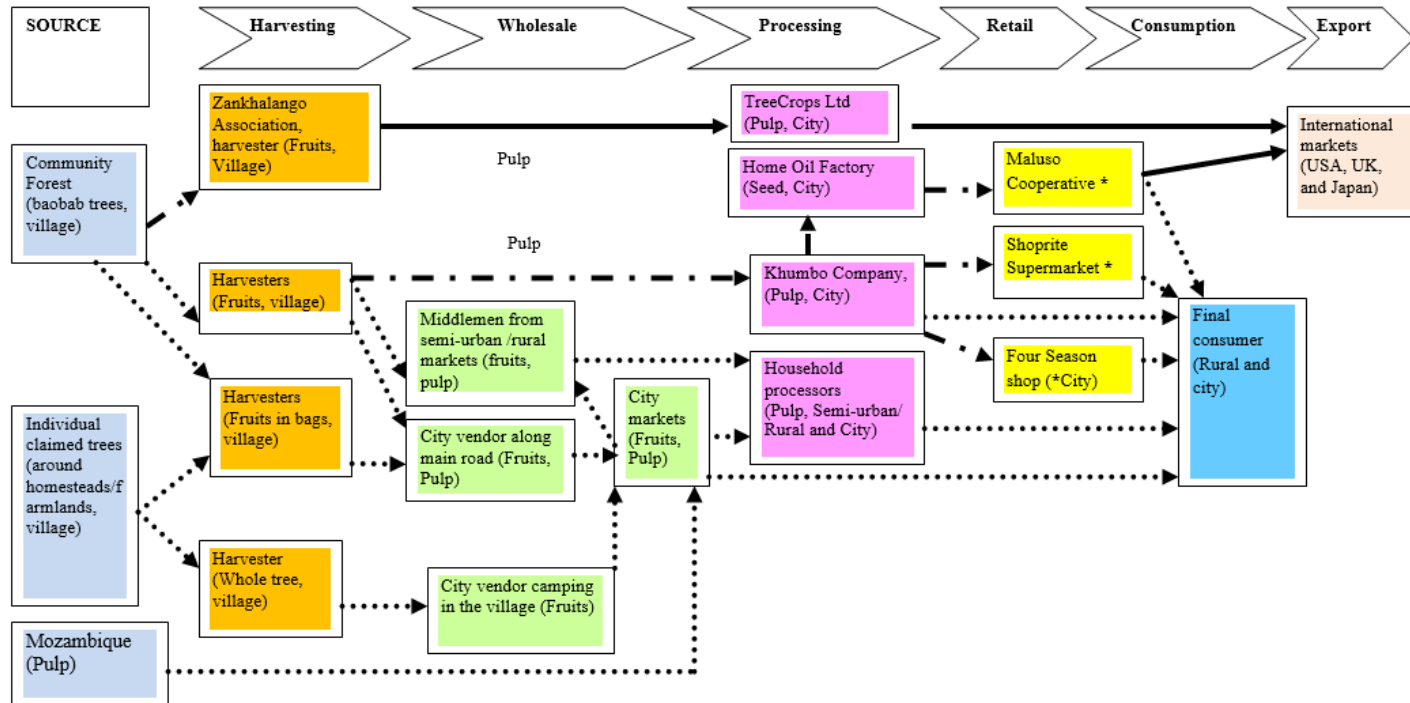 SOURCE
Harvesting
Wholesale
Processing
Retail
Consumption
Export
Zankhalango
Association,
harvester (Fruits,
Village)
TreeCrops Ltd
(Pulp, City)
International
markets
(USA, UK,
and Japan)
Pulp
Community
Forest
(baobab trees,
village)
Home Oil Factory
(Seed, City)
Maluso
Cooperative *
Pulp
Shoprite
Supermarket *
Harvesters
(Fruits, village)
Khumbo Company,
(Pulp, City)
Middlemen from
semi-urban /rural
markets (fruits,
pulp)
Final
consumer
(Rural and
city)
Four Season
shop (*City)
Household
processors
(Pulp, Semi-urban/
Rural and City)
Harvesters
(Fruits in bags,
village)
City
markets
(Fruits,
Pulp)
Individual
claimed trees
(around
homesteads/f
armlands,
village)
City vendor along
main road (Fruits,
Pulp)
Harvester
(Whole tree,
village)
City vendor camping
in the village (Fruits)
Mozambique
(Pulp)